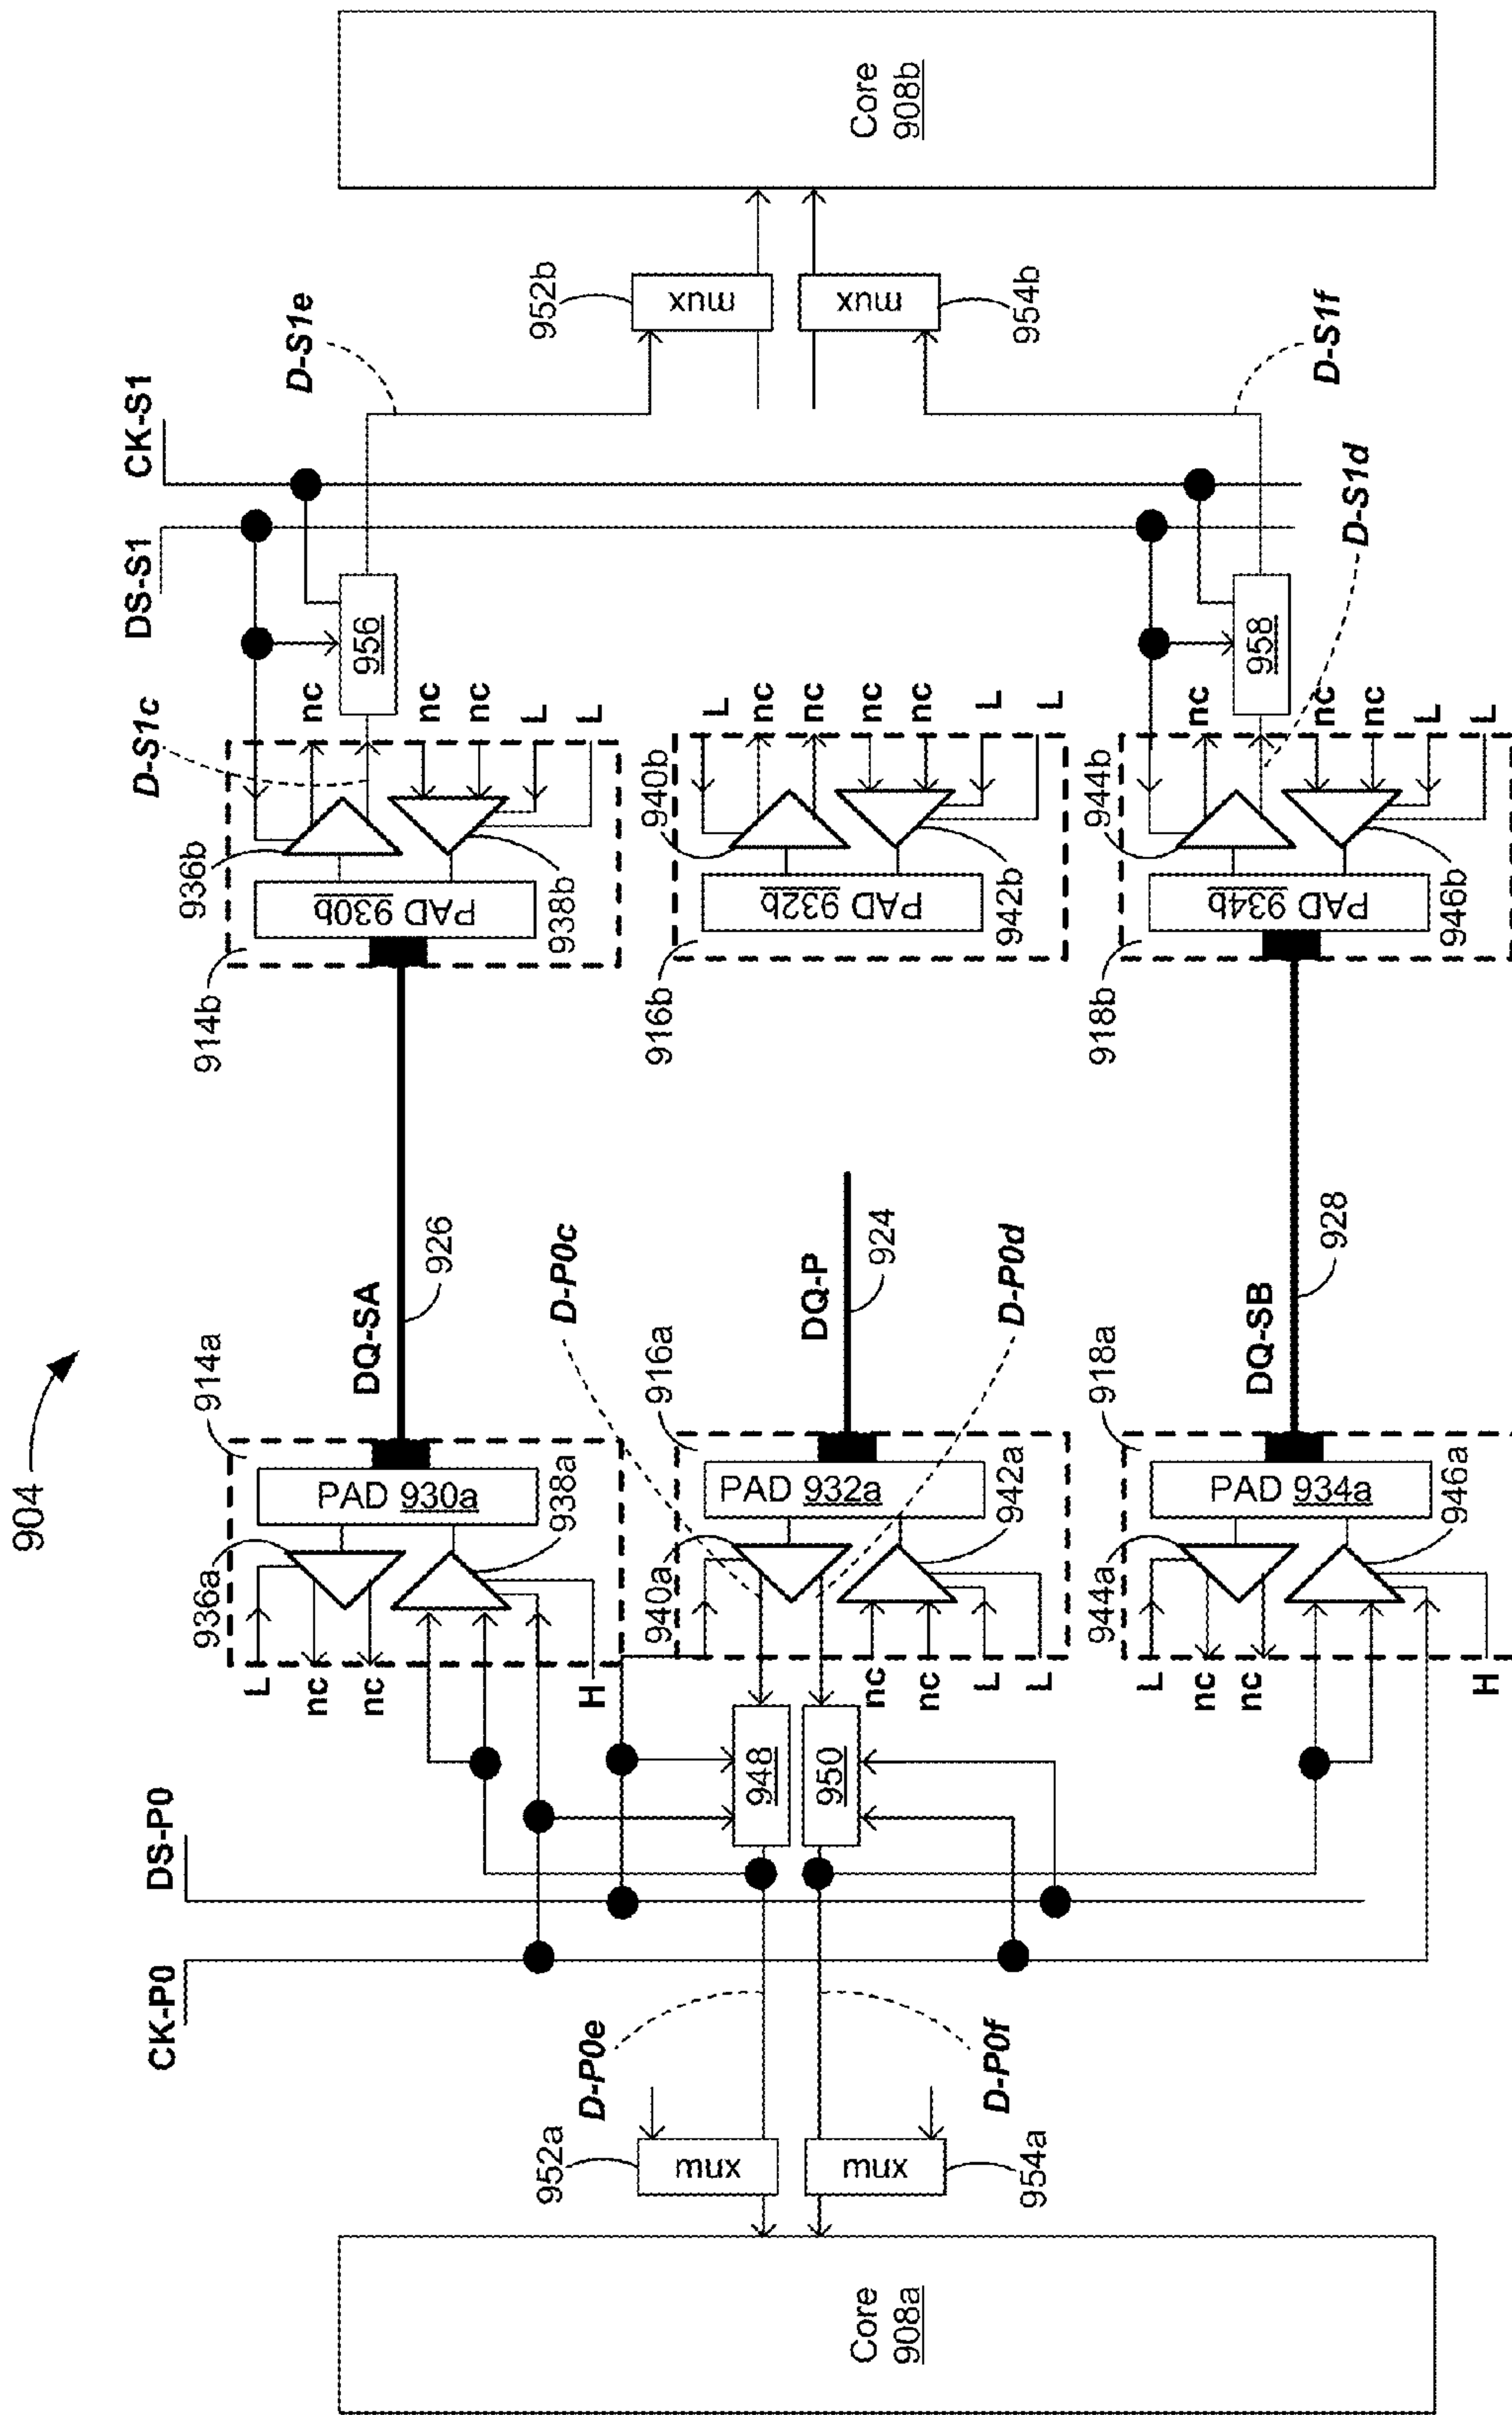 904
CK-P0
DS-P0
DS-S1
CK-S1
914a
936a
L
nc
nc
H
PAD 930a
938a
DQ-SA
926
914b
936b
PAD 930b
938b
D-S1c
nc
nc
nc
L
L
956
D-S1e
952b
mux
Core
908b
mux
954b
D-S1f
Core
908a
952a
mux
mux
954a
D-P0e
D-P0f
948
950
D-P0c
D-P0d
916a
940a
nc
nc
L
L
PAD 932a
942a
DQ-P
924
916b
940b
PAD 932b
942b
L
nc
nc
nc
nc
L
L
918a
944a
L
nc
nc
H
PAD 934a
946a
DQ-SB
928
918b
944b
PAD 934b
946b
nc
nc
nc
L
L
958
D-S1d